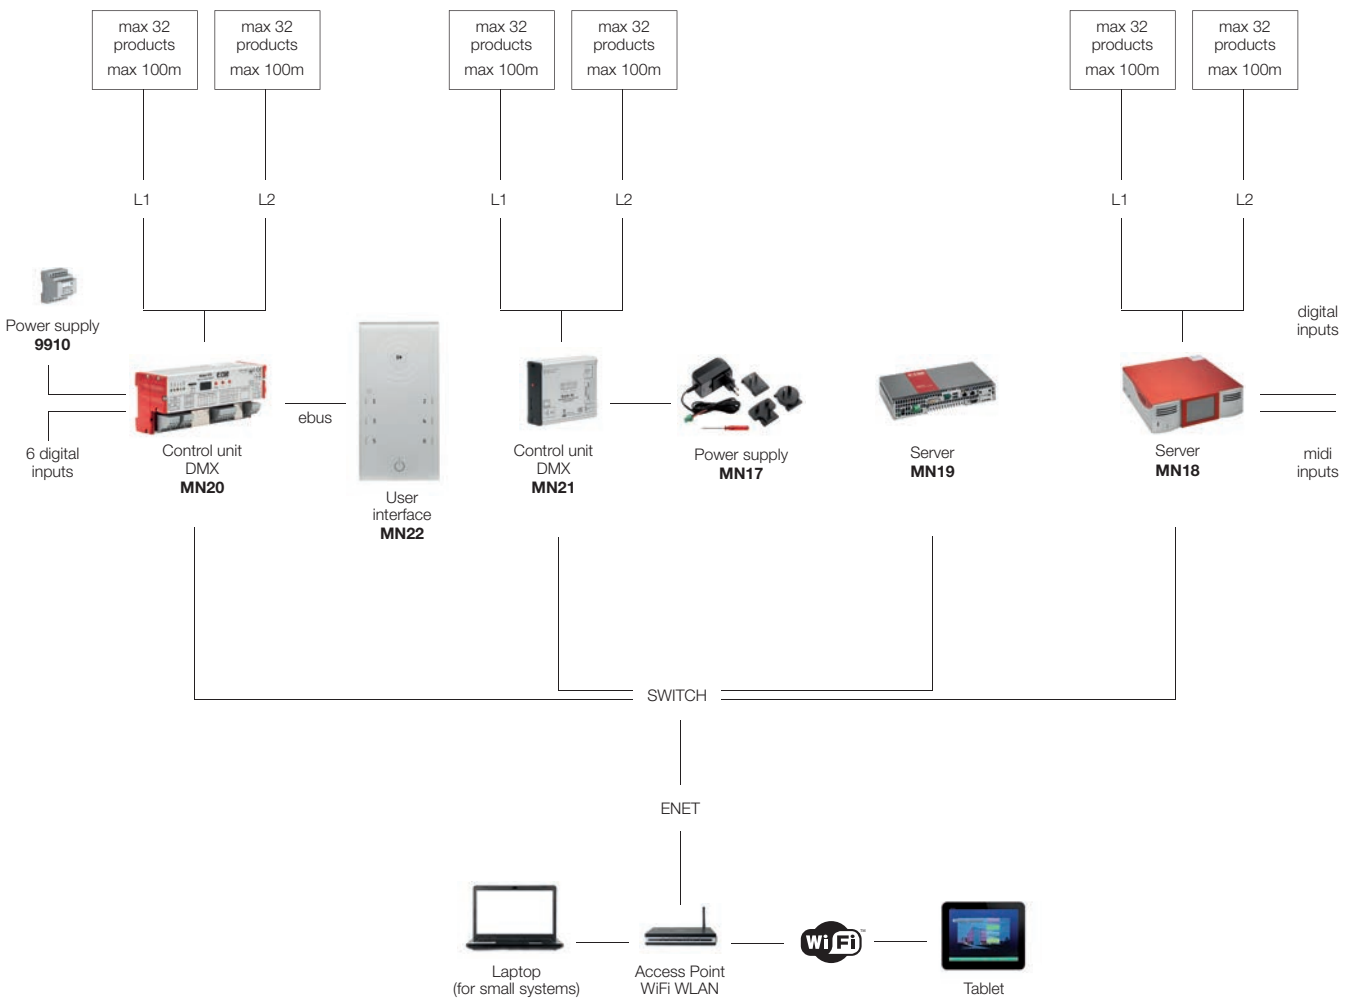 max 32
products
max 100m
max 32
products
max 100m
max 32
products
max 100m
max 32
products
max 100m
max 32
products
max 100m
max 32
products
max 100m
L1
L2
L1
L2
L1
L2
Power supply
9910
6 digital
inputs
Control unit
DMX
MN20
ebus
User
interface
MN22
Control unit
DMX
MN21
Power supply
MN17
Server
MN19
Server
MN18
digital
inputs
midi
inputs
SWITCH
ENET
Laptop
(for small systems)
Access Point
WiFi WLAN
Wi Fi
Tablet